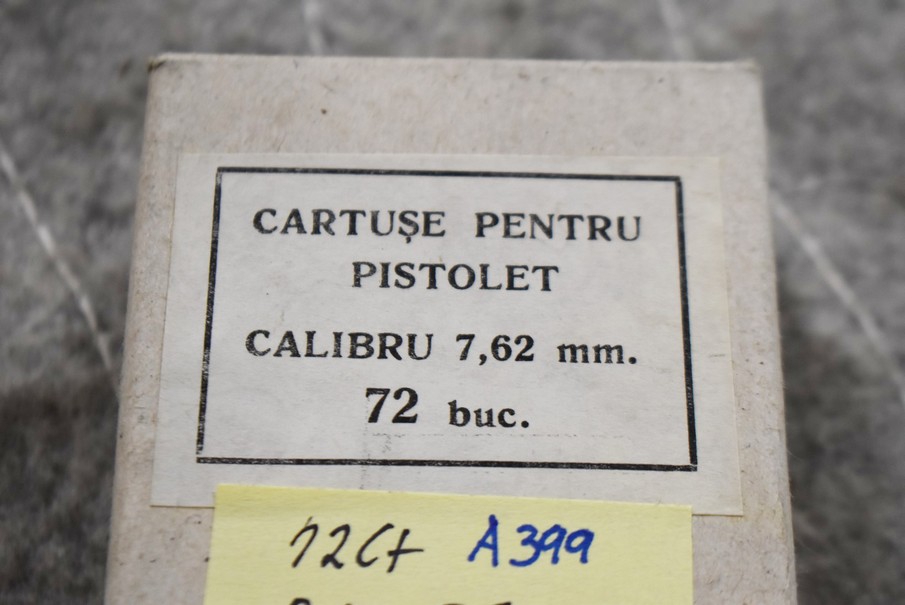 CARTUȘE PENTRU
PISTOLET
CALIBRU 7,62 mm.
72 buc.
72Ct A399